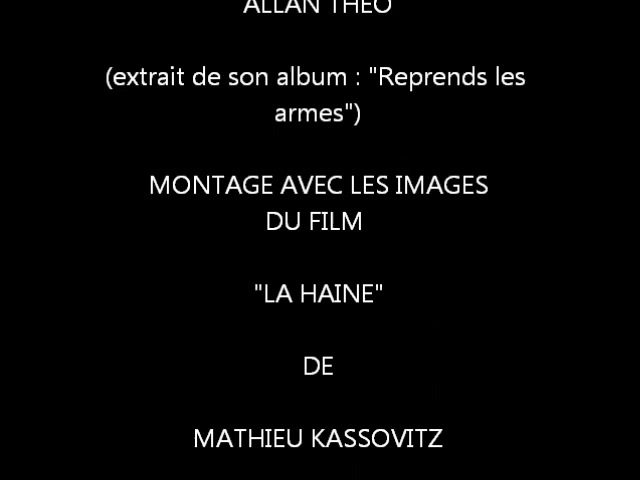 ALLAN THEO
(extrait de son album : "Reprends les
armes")
MONTAGE AVEC LES IMAGES
DU FILM
"LA HAINE"
DE
MATHIEU KASSOVITZ